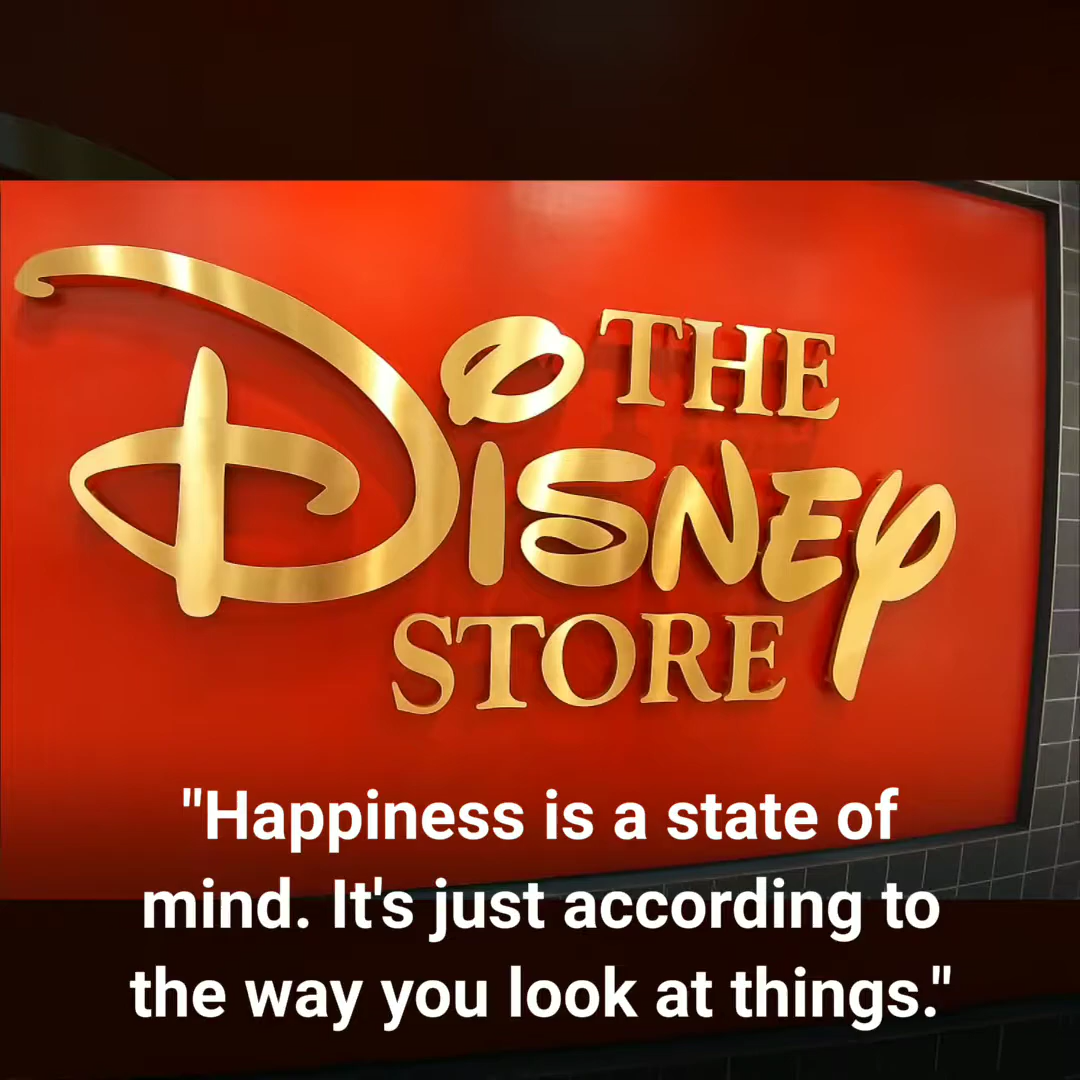 THE
DISNEY
STORE
"Happiness is a state of
mind. It's just according to
the way you look at things."